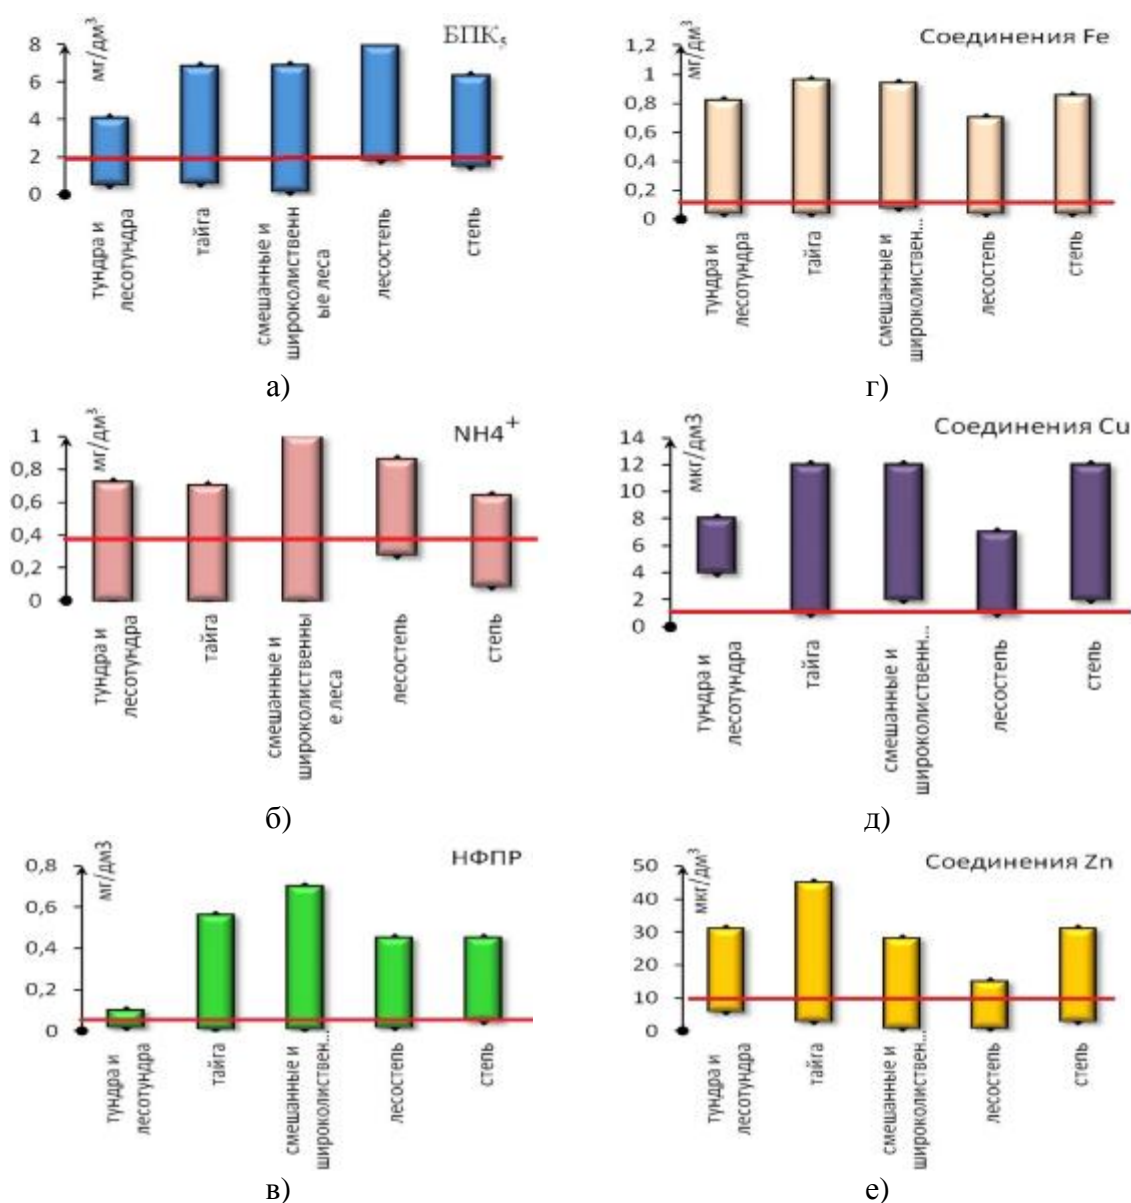 БПК₅
мг/дм³
8
6
4
2
0
тундра и
лесотундра
тайга
смешанные и
широколиственн
ые леса
лесостепь
степь
а)
Соединения Fe
мг/дм³
1,2
1
0,8
0,6
0,4
0,2
0
тундра и
лесотундра
тайга
смешанные и
широколиствен...
лесостепь
степь
г)
NH4⁺
мг/дм³
1
0,8
0,6
0,4
0,2
0
тундра и
лесотундра
тайга
смешанные и
широколиственны
е леса
лесостепь
степь
б)
Соединения Cu
мкг/дм3
14
12
10
8
6
4
2
0
тундра и
лесотундра
тайга
смешанные и
широколиственн...
лесостепь
степь
д)
НФПР
мг/дм3
0,8
0,6
0,4
0,2
0
тундра и
лесотундра
тайга
смешанные и
широколиствен...
лесостепь
степь
в)
Соединения Zn
мкг/дм³
50
40
30
20
10
0
тундра и
лесотундра
тайга
смешанные и
широколиствен...
лесостепь
степь
е)